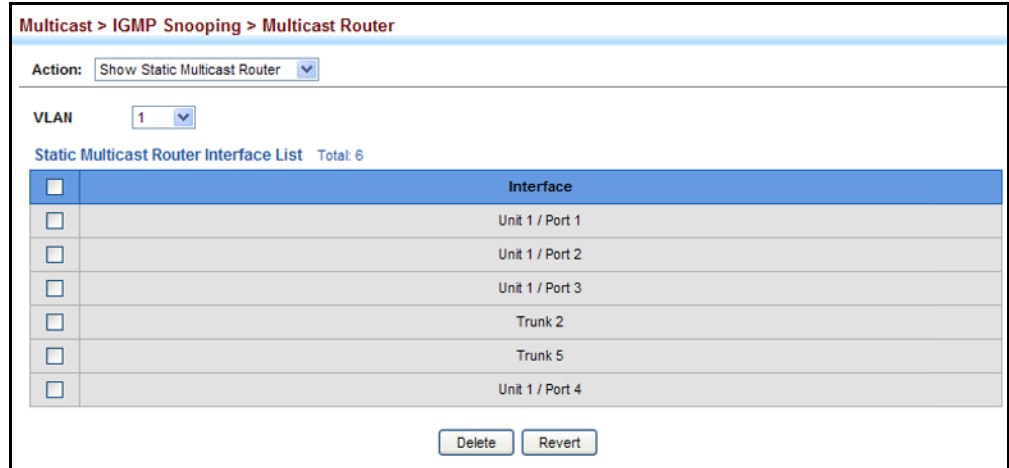 Multicast > IGMP Snooping > Multicast Router
Action: Show Static Multicast Router
VLAN 1
Static Multicast Router Interface List Total: 6
Interface
Unit 1 / Port 1
Unit 1 / Port 2
Unit 1 / Port 3
Trunk 2
Trunk 5
Unit 1 / Port 4
Delete Revert